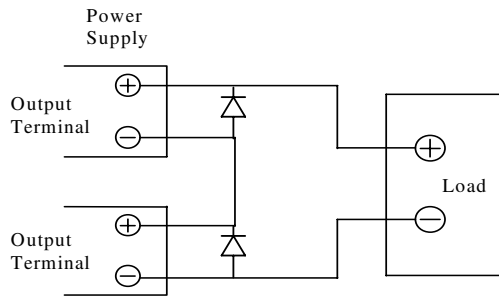 Power
Supply
Output
Terminal
Load
Output
Terminal